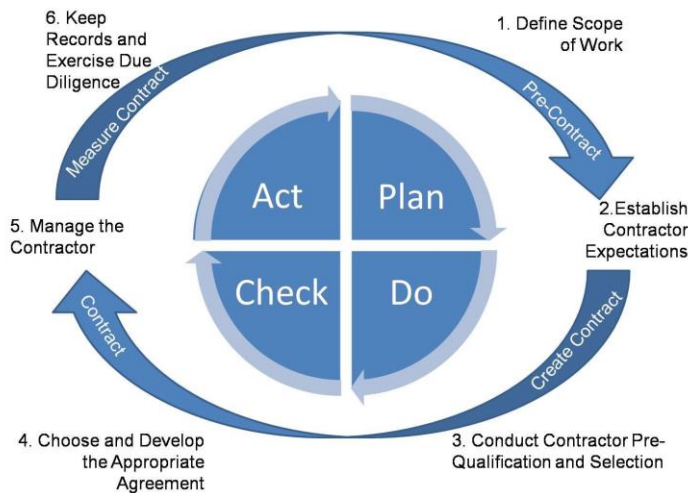 6. Keep
Records and
Exercise Due
Diligence
1. Define Scope
of Work
Measure Contract
Pre-Contract
Act
Plan
5. Manage the
Contractor
2.Establish
Contractor
Expectations
Check
Do
Contract
Create Contract
4. Choose and Develop
the Appropriate
Agreement
3. Conduct Contractor Pre-
Qualification and Selection